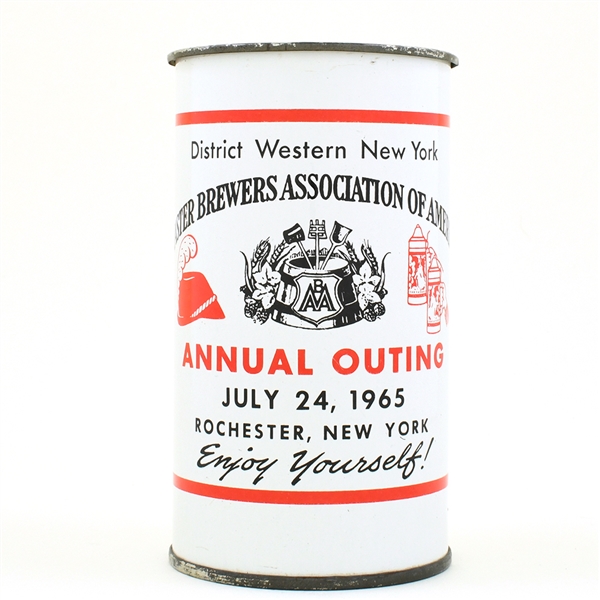 District Western New York
STER BREWERS ASSOCIATION OF AME
B
MAA
ANNUAL OUTING
JULY 24, 1965
ROCHESTER, NEW YORK
Enjoy Yourself!